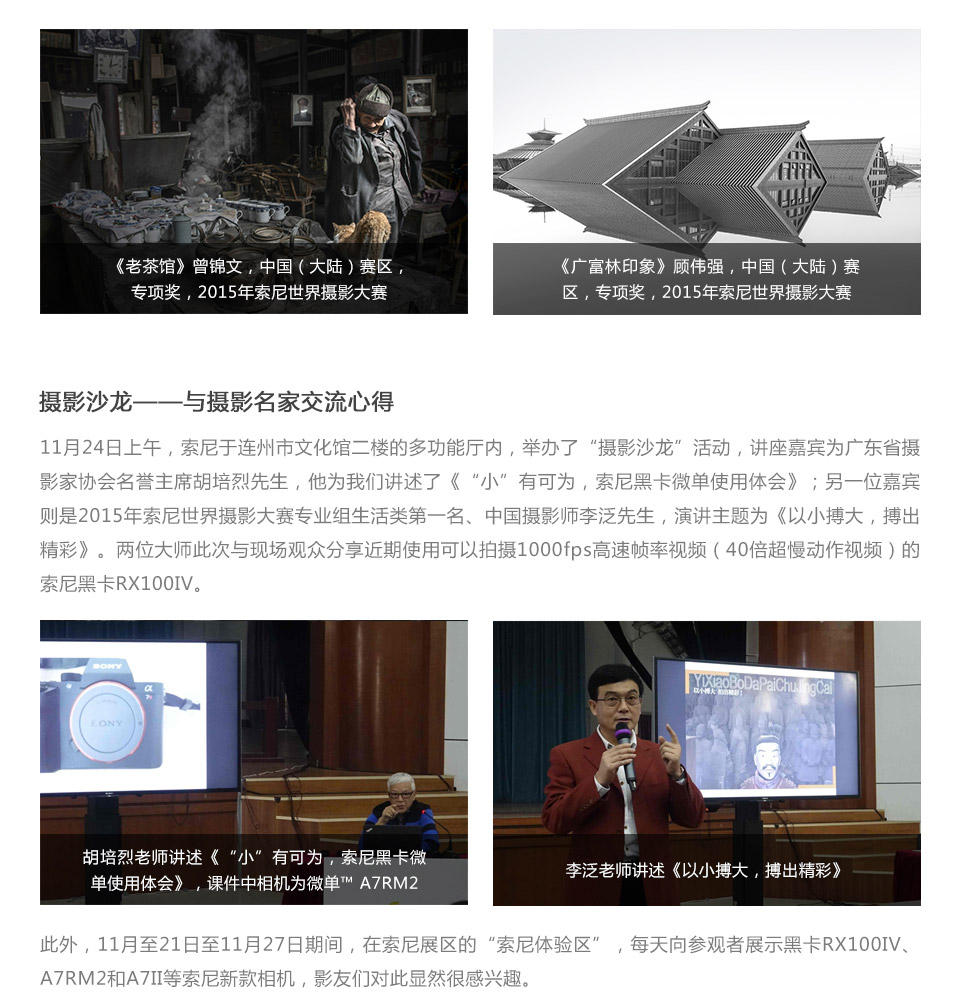 《老茶馆》曾锦文，中国（大陆）赛区，
专项奖，2015年索尼世界摄影大赛
《广富林印象》顾伟强，中国（大陆）赛
区，专项奖，2015年索尼世界摄影大赛
摄影沙龙——与摄影名家交流心得
11月24日上午，索尼于连州市文化馆二楼的多功能厅内，举办了“摄影沙龙”活动，讲座嘉宾为广东省摄
影家协会名誉主席胡培烈先生，他为我们讲述了《“小”有可为，索尼黑卡微单使用体会》；另一位嘉宾
则是2015年索尼世界摄影大赛专业组生活类第一名、中国摄影师李泛先生，演讲主题为《以小搏大，搏出
精彩》。两位大师此次与现场观众分享近期使用可以拍摄1000fps高速帧率视频（40倍超慢动作视频）的
索尼黑卡RX100IV。
SONY
α
7R
SONY
胡培烈老师讲述《“小”有可为，索尼黑卡微
单使用体会》，课件中相机为微单™ A7RM2
YiXiaoBoDaPaiChuJingCai
以小搏大 拍出精彩！
李泛老师讲述《以小搏大，搏出精彩》
此外，11月至21日至11月27日期间，在索尼展区的“索尼体验区”，每天向参观者展示黑卡RX100IV、
A7RM2和A7II等索尼新款相机，影友们对此显然很感兴趣。